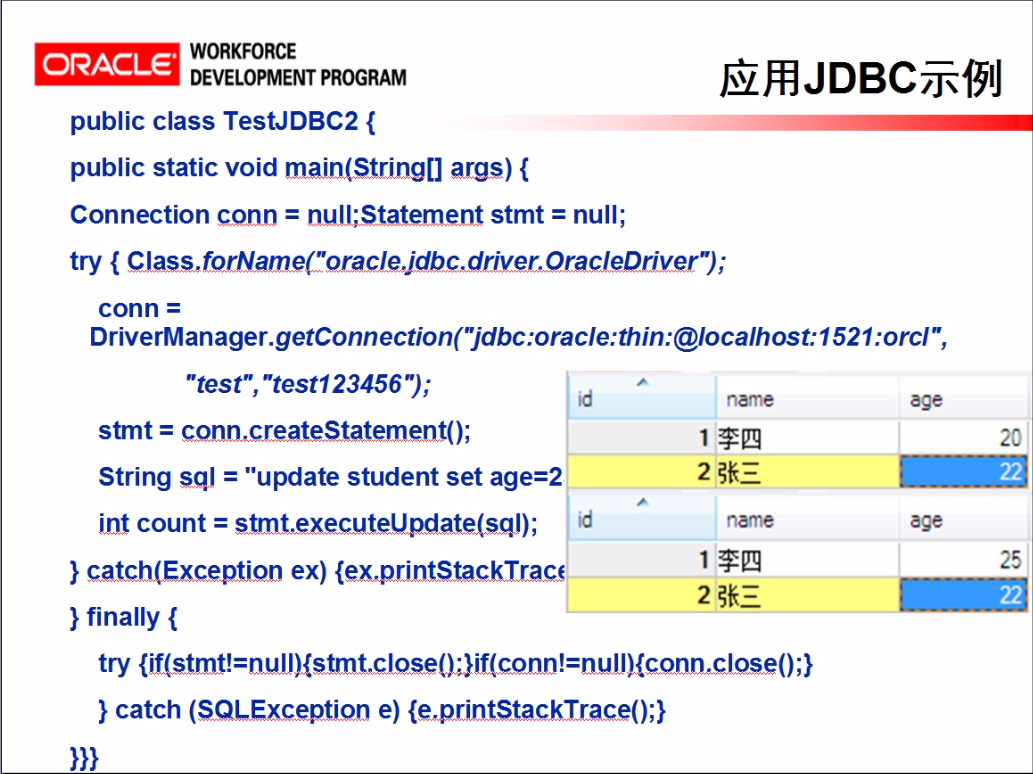 ORACLE
WORKFORCE
DEVELOPMENT PROGRAM
应用JDBC示例
public class TestJDBC2 {
public static void main(String[] args) {
Connection conn = null;Statement stmt = null;
try { Class.forName("oracle.jdbc.driver.OracleDriver");
conn =
DriverManager.getConnection("jdbc:oracle:thin:@localhost:1521:orcl",
"test","test123456");
stmt = conn.createStatement();
String sql = "update student set age=2
int count = stmt.executeUpdate(sql);
} catch(Exception ex) {ex.printStackTrace
} finally {
try {if(stmt!=null){stmt.close();}if(conn!=null){conn.close();}
} catch (SQLException e) {e.printStackTrace();}
}}}
id name age
1 李四 20
2 张三 22
id name age
1 李四 25
2 张三 22